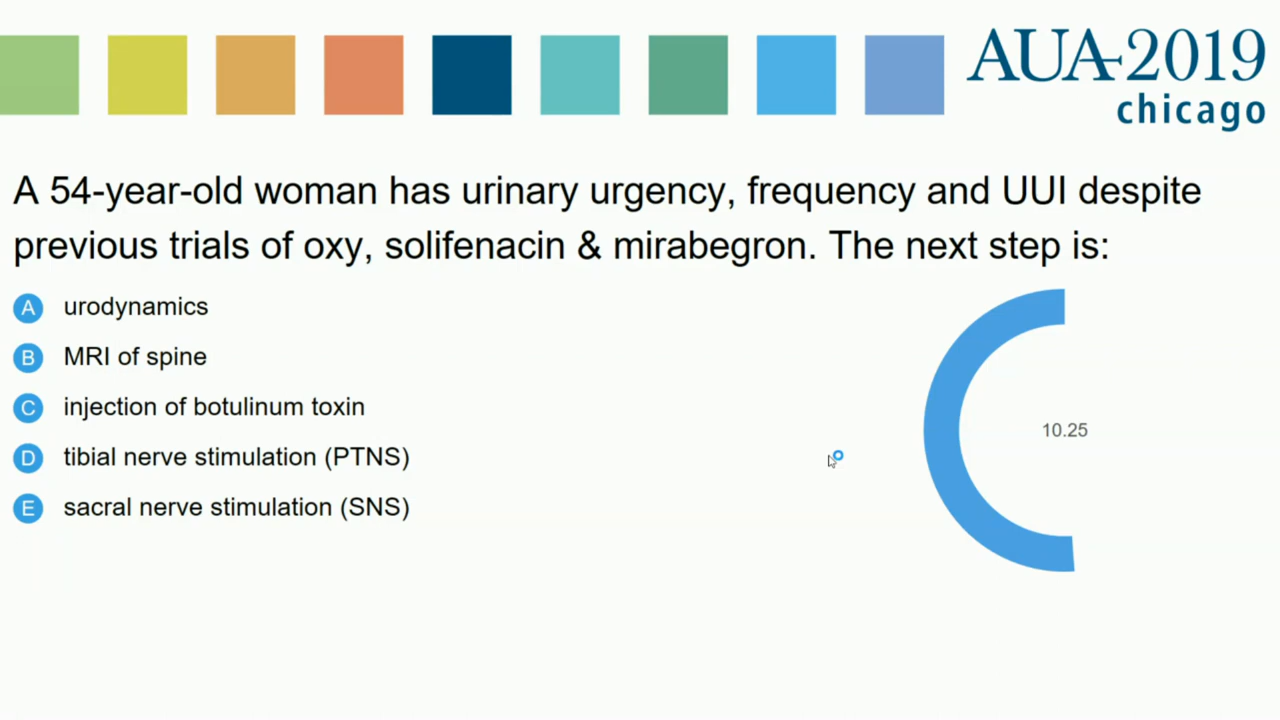 AUA-2019
chicago
A 54-year-old woman has urinary urgency, frequency and UUI despite
previous trials of oxy, solifenacin & mirabegron. The next step is:
A urodynamics
B MRI of spine
C injection of botulinum toxin
D tibial nerve stimulation (PTNS)
E sacral nerve stimulation (SNS)
10.25